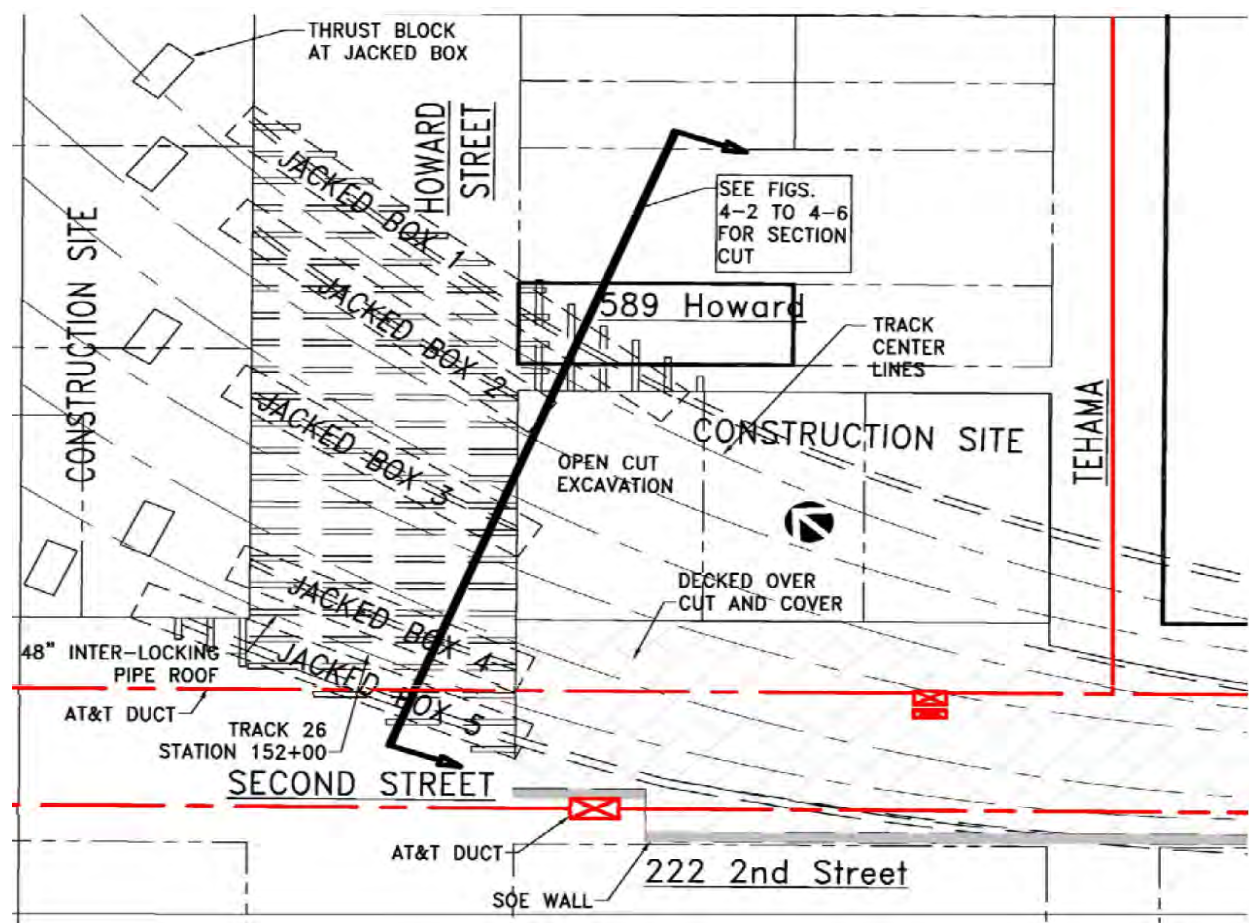 THRUST BLOCK
AT JACKED BOX
HOWARD
STREET
JACKED BOX 1
SEE FIGS.
4-2 TO 4-6
FOR SECTION
CUT
CONSTRUCTION SITE
JACKED BOX 2
589 Howard
TRACK
CENTER
LINES
JACKED BOX 3
CONSTRUCTION SITE
TEHAMA
OPEN CUT
EXCAVATION
DECKED OVER
CUT AND COVER
JACKED BOX 4
48" INTER-LOCKING
PIPE ROOF
JACKED BOX 5
AT&T DUCT
TRACK 26
STATION 152+00
SECOND STREET
AT&T DUCT
222 2nd Street
SOE WALL